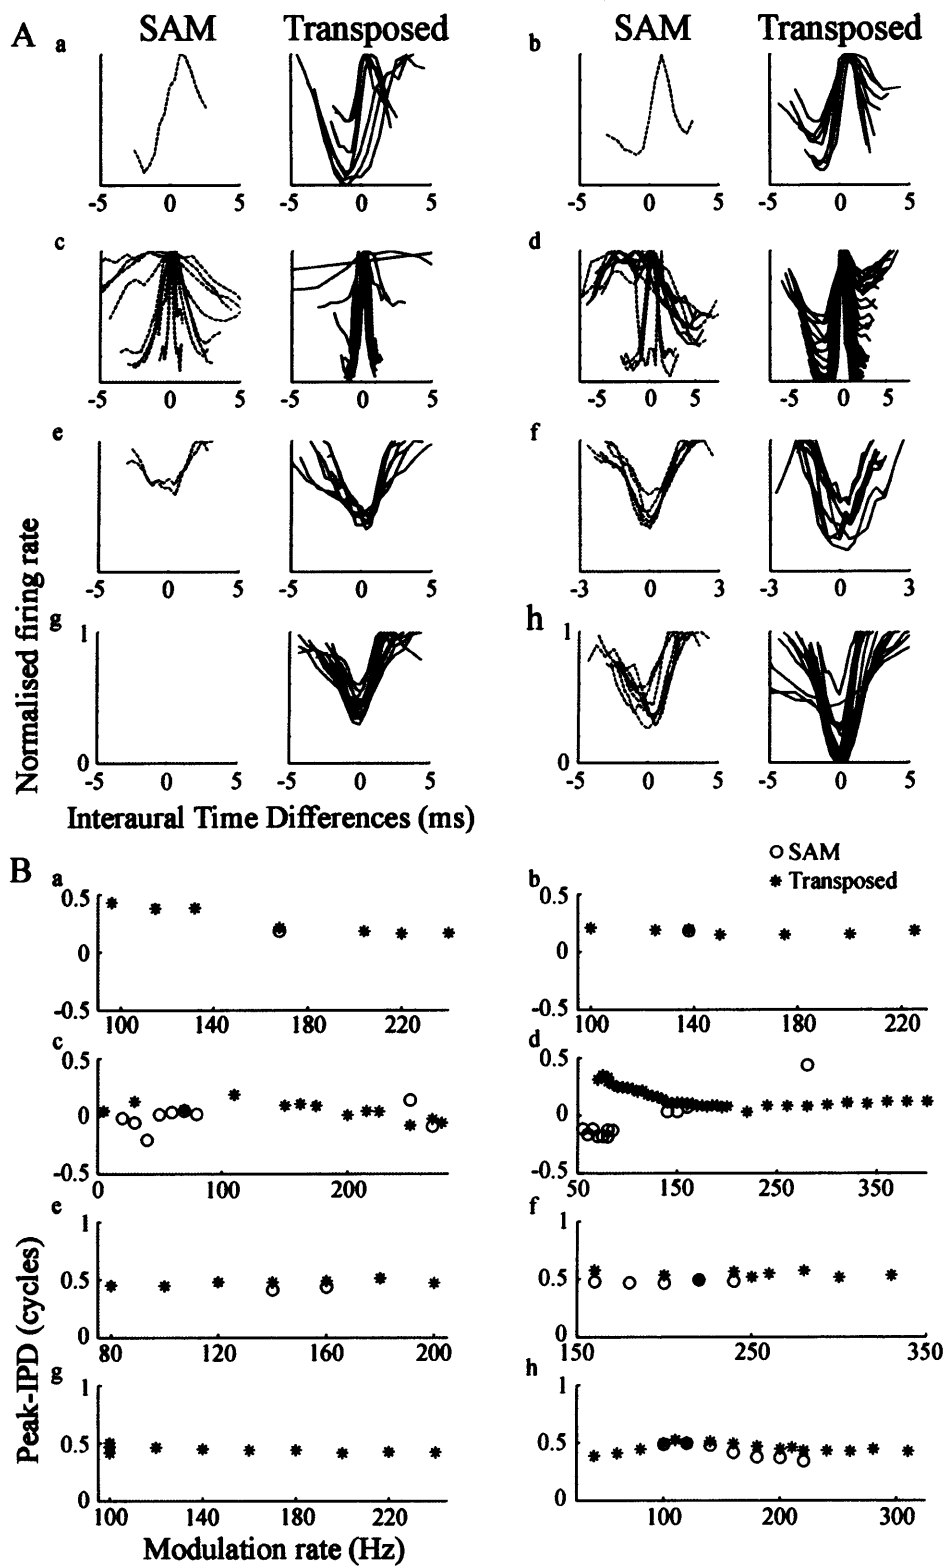 A SAM Transposed SAM Transposed
a b
-5 0 5 -5 0 5 -5 0 5 -5 0 5
c d
-5 0 5 -5 0 5 -5 0 5 -5 0 5
e f
-5 0 5 -5 0 5 -3 0 3 -3 0 3
g h
1 1
0 0
-5 0 5 -5 0 5 -5 0 5 -5 0 5
Normalised firing rate
Interaural Time Differences (ms)
B
SAM
Transposed
a b
0.5 0.5
0 0
-0.5 -0.5
100 140 180 220 100 140 180 220
c d
0.5 0.5
0 0
-0.5 -0.5
0 100 200 50 150 250 350
e f
1 1
0.5 0.5
0 0
80 120 160 200 150 250 350
g h
1 1
0.5 0.5
0 0
100 140 180 220 100 200 300
Peak-IPD (cycles)
Modulation rate (Hz)